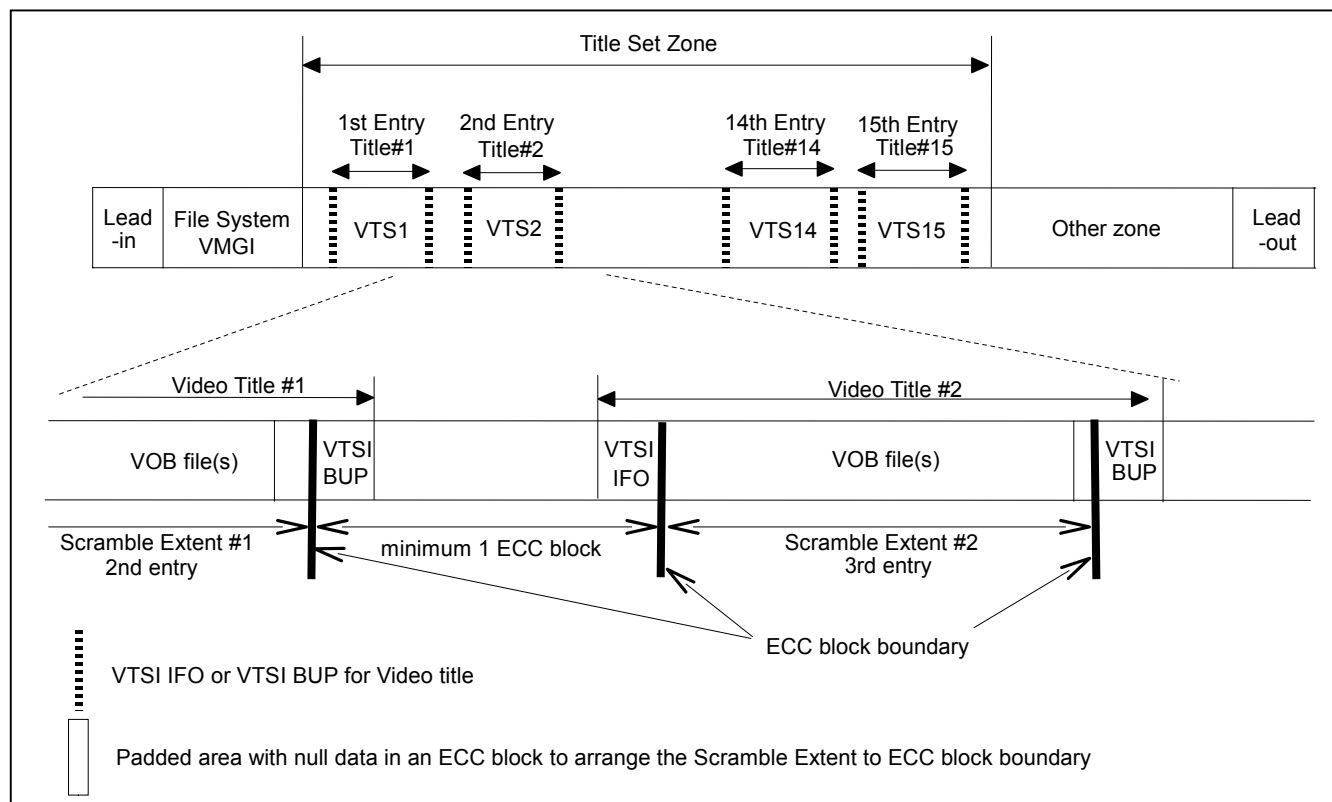 Title Set Zone
1st Entry
Title#1
2nd Entry
Title#2
14th Entry
Title#14
15th Entry
Title#15
Lead
-in
File System
VMGI
VTS1
VTS2
VTS14
VTS15
Other zone
Lead
-out
Video Title #1
Video Title #2
VOB file(s)
VTSI
BUP
VTSI
IFO
VOB file(s)
VTSI
BUP
Scramble Extent #1
2nd entry
minimum 1 ECC block
Scramble Extent #2
3rd entry
ECC block boundary
VTSI IFO or VTSI BUP for Video title
Padded area with null data in an ECC block to arrange the Scramble Extent to ECC block boundary